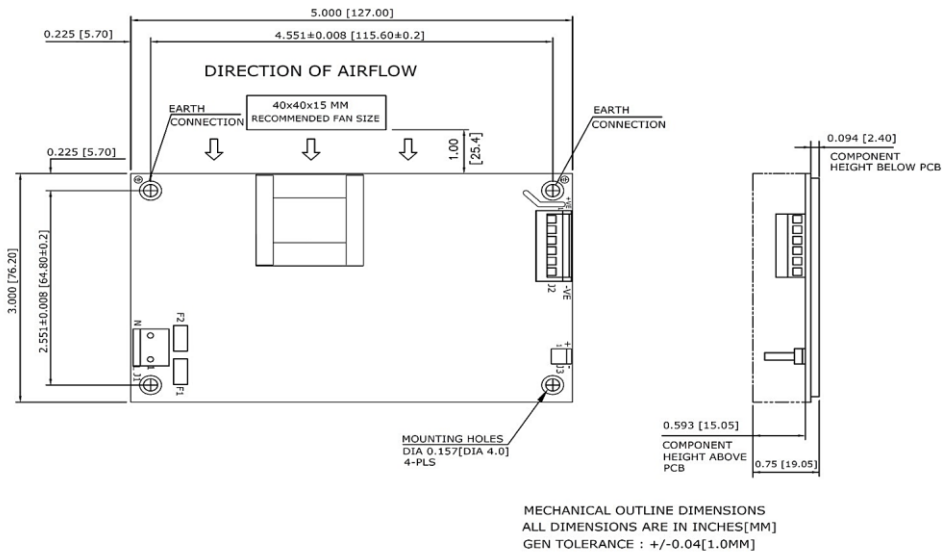 5.000 [127.00]
0.225 [5.70]
4.551±0.008 [115.60±0.2]
DIRECTION OF AIRFLOW
40x40x15 MM
RECOMMENDED FAN SIZE
EARTH
CONNECTION
EARTH
CONNECTION
1.00
[25.4]
0.225 [5.70]
0.094 [2.40]
COMPONENT
HEIGHT BELOW PCB
3.000 [76.20]
2.551±0.008 [64.80±0.2]
+VE
1
J2
-VE
N
F2
1
J1
F1
+
1
-
J3
MOUNTING HOLES
DIA 0.157[DIA 4.0]
4-PLS
0.593 [15.05]
COMPONENT
HEIGHT ABOVE
PCB
0.75 [19.05]
MECHANICAL OUTLINE DIMENSIONS
ALL DIMENSIONS ARE IN INCHES[MM]
GEN TOLERANCE : +/-0.04[1.0MM]